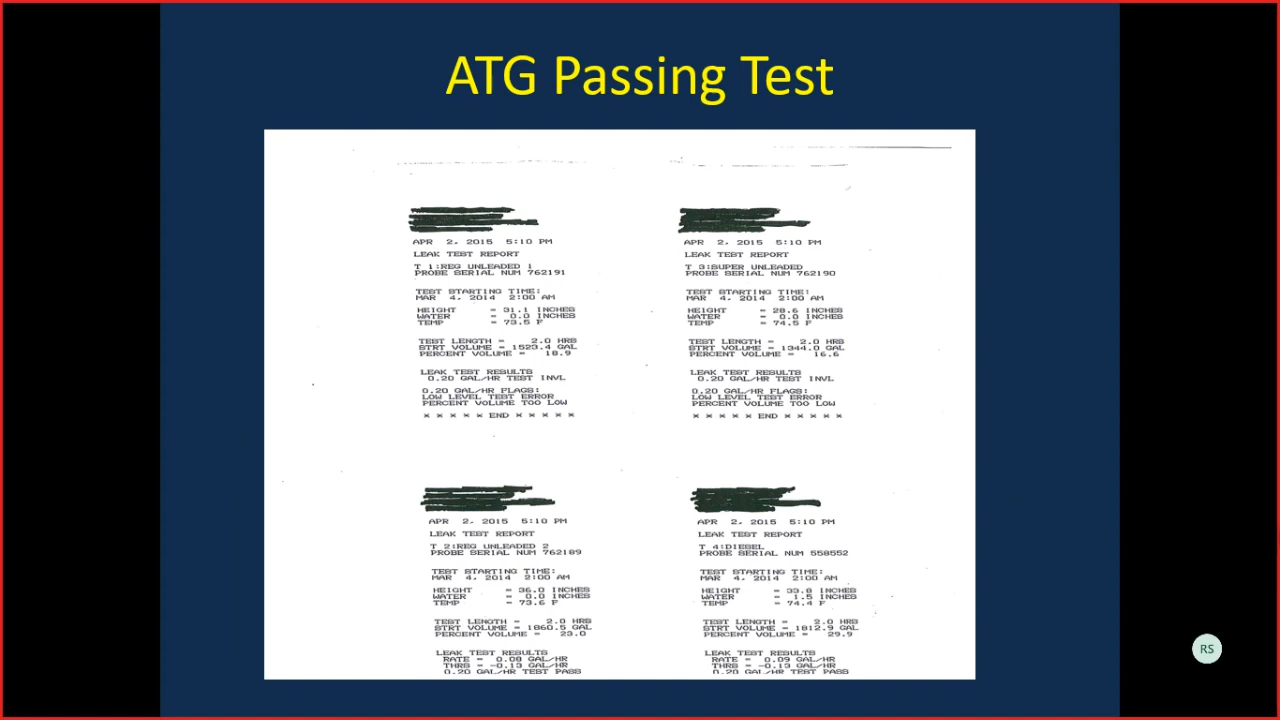 ATG Passing Test
APR 2, 2015 5:10 PM
LEAK TEST REPORT
T 1:REG UNLEADED 1
PROBE SERIAL NUM 762191
TEST STARTING TIME:
MAR 4, 2014 2:00 AM
HEIGHT = 31.1 INCHES
WATER = 0.0 INCHES
TEMP = 73.5 F
TEST LENGTH = 2.0 HRS
STRT VOLUME = 1523.4 GAL
PERCENT VOLUME = 18.9
LEAK TEST RESULTS
0.20 GAL/HR TEST INVL
0.20 GAL/HR FLAGS:
LOW LEVEL TEST ERROR
PERCENT VOLUME TOO LOW
* * * * * END * * * * *
APR 2, 2015 5:10 PM
LEAK TEST REPORT
T 3:SUPER UNLEADED
PROBE SERIAL NUM 762190
TEST STARTING TIME:
MAR 4, 2014 2:00 AM
HEIGHT = 28.6 INCHES
WATER = 0.0 INCHES
TEMP = 74.5 F
TEST LENGTH = 2.0 HRS
STRT VOLUME = 1344.0 GAL
PERCENT VOLUME = 16.6
LEAK TEST RESULTS
0.20 GAL/HR TEST INVL
0.20 GAL/HR FLAGS:
LOW LEVEL TEST ERROR
PERCENT VOLUME TOO LOW
* * * * * END * * * * *
APR 2, 2015 5:10 PM
LEAK TEST REPORT
T 2:REG UNLEADED 2
PROBE SERIAL NUM 762189
TEST STARTING TIME:
MAR 4, 2014 2:00 AM
HEIGHT = 36.0 INCHES
WATER = 0.0 INCHES
TEMP = 73.6 F
TEST LENGTH = 2.0 HRS
STRT VOLUME = 1860.5 GAL
PERCENT VOLUME = 23.0
LEAK TEST RESULTS
RATE = 0.08 GAL/HR
THRS = -0.13 GAL/HR
0.20 GAL/HR TEST PASS
APR 2, 2015 5:10 PM
LEAK TEST REPORT
T 4:DIESEL
PROBE SERIAL NUM 558552
TEST STARTING TIME:
MAR 4, 2014 2:00 AM
HEIGHT = 33.8 INCHES
WATER = 1.5 INCHES
TEMP = 74.4 F
TEST LENGTH = 2.0 HRS
STRT VOLUME = 1812.9 GAL
PERCENT VOLUME = 29.9
LEAK TEST RESULTS
RATE = 0.09 GAL/HR
THRS = -0.13 GAL/HR
0.20 GAL/HR TEST PASS
RS